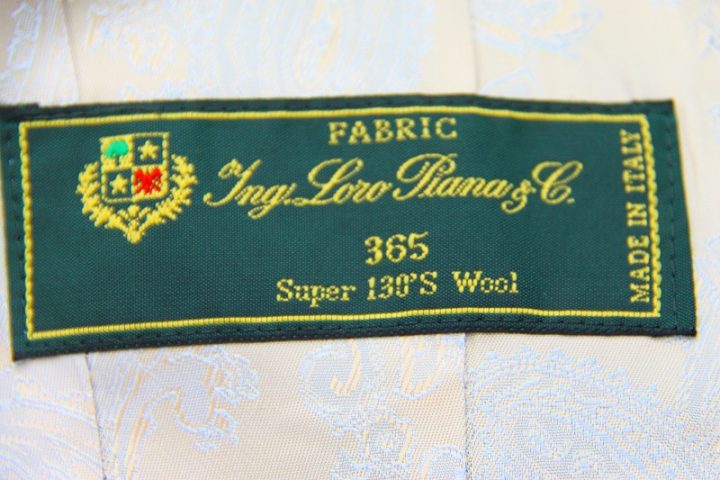 FABRIC
Ing. Loro Piana & C.
365
Super 130'S Wool
MADE IN ITALY